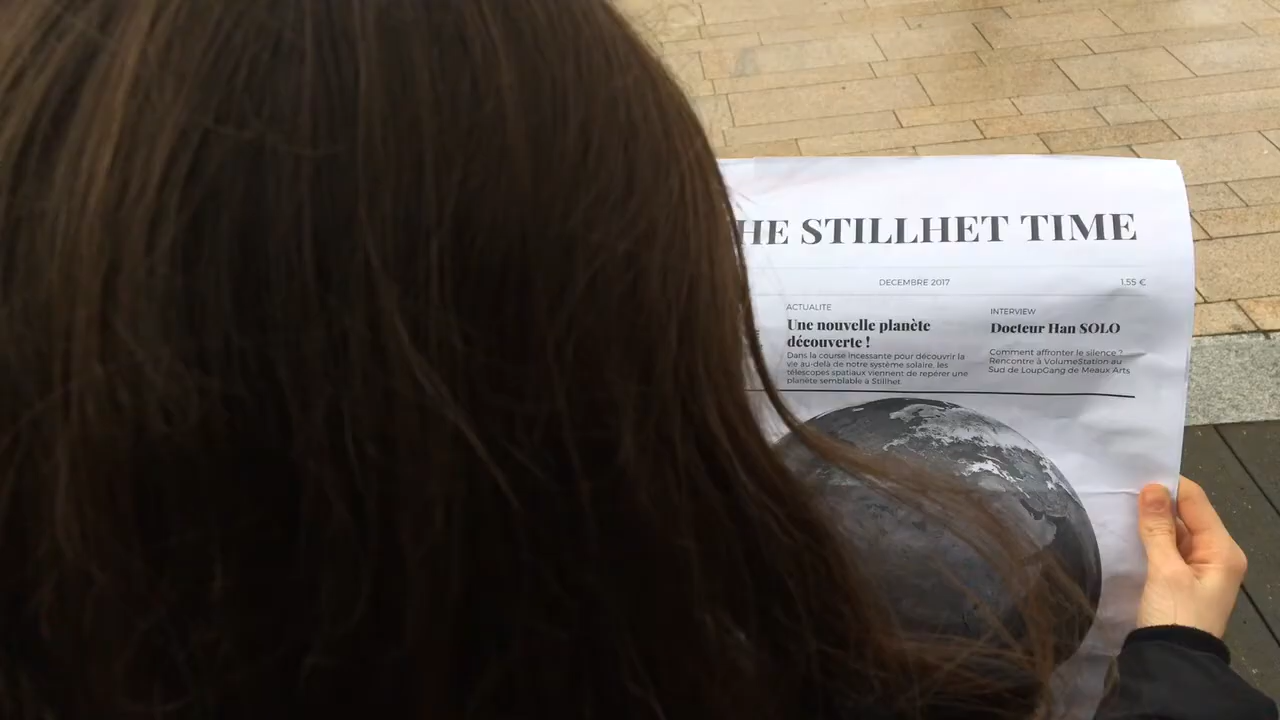 HE STILLHET TIME
DECEMBRE 2017
1.55 €
ACTUALITE
Une nouvelle planète
découverte !
Dans la course incessante pour découvrir la
vie au-delà de notre système solaire, les
télescopes spatiaux viennent de repérer une
planète semblable à Stillhet.
INTERVIEW
Docteur Han SOLO
Comment affronter le silence ?
Rencontre à VolumeStation au
Sud de LoupGang de Meaux Arts